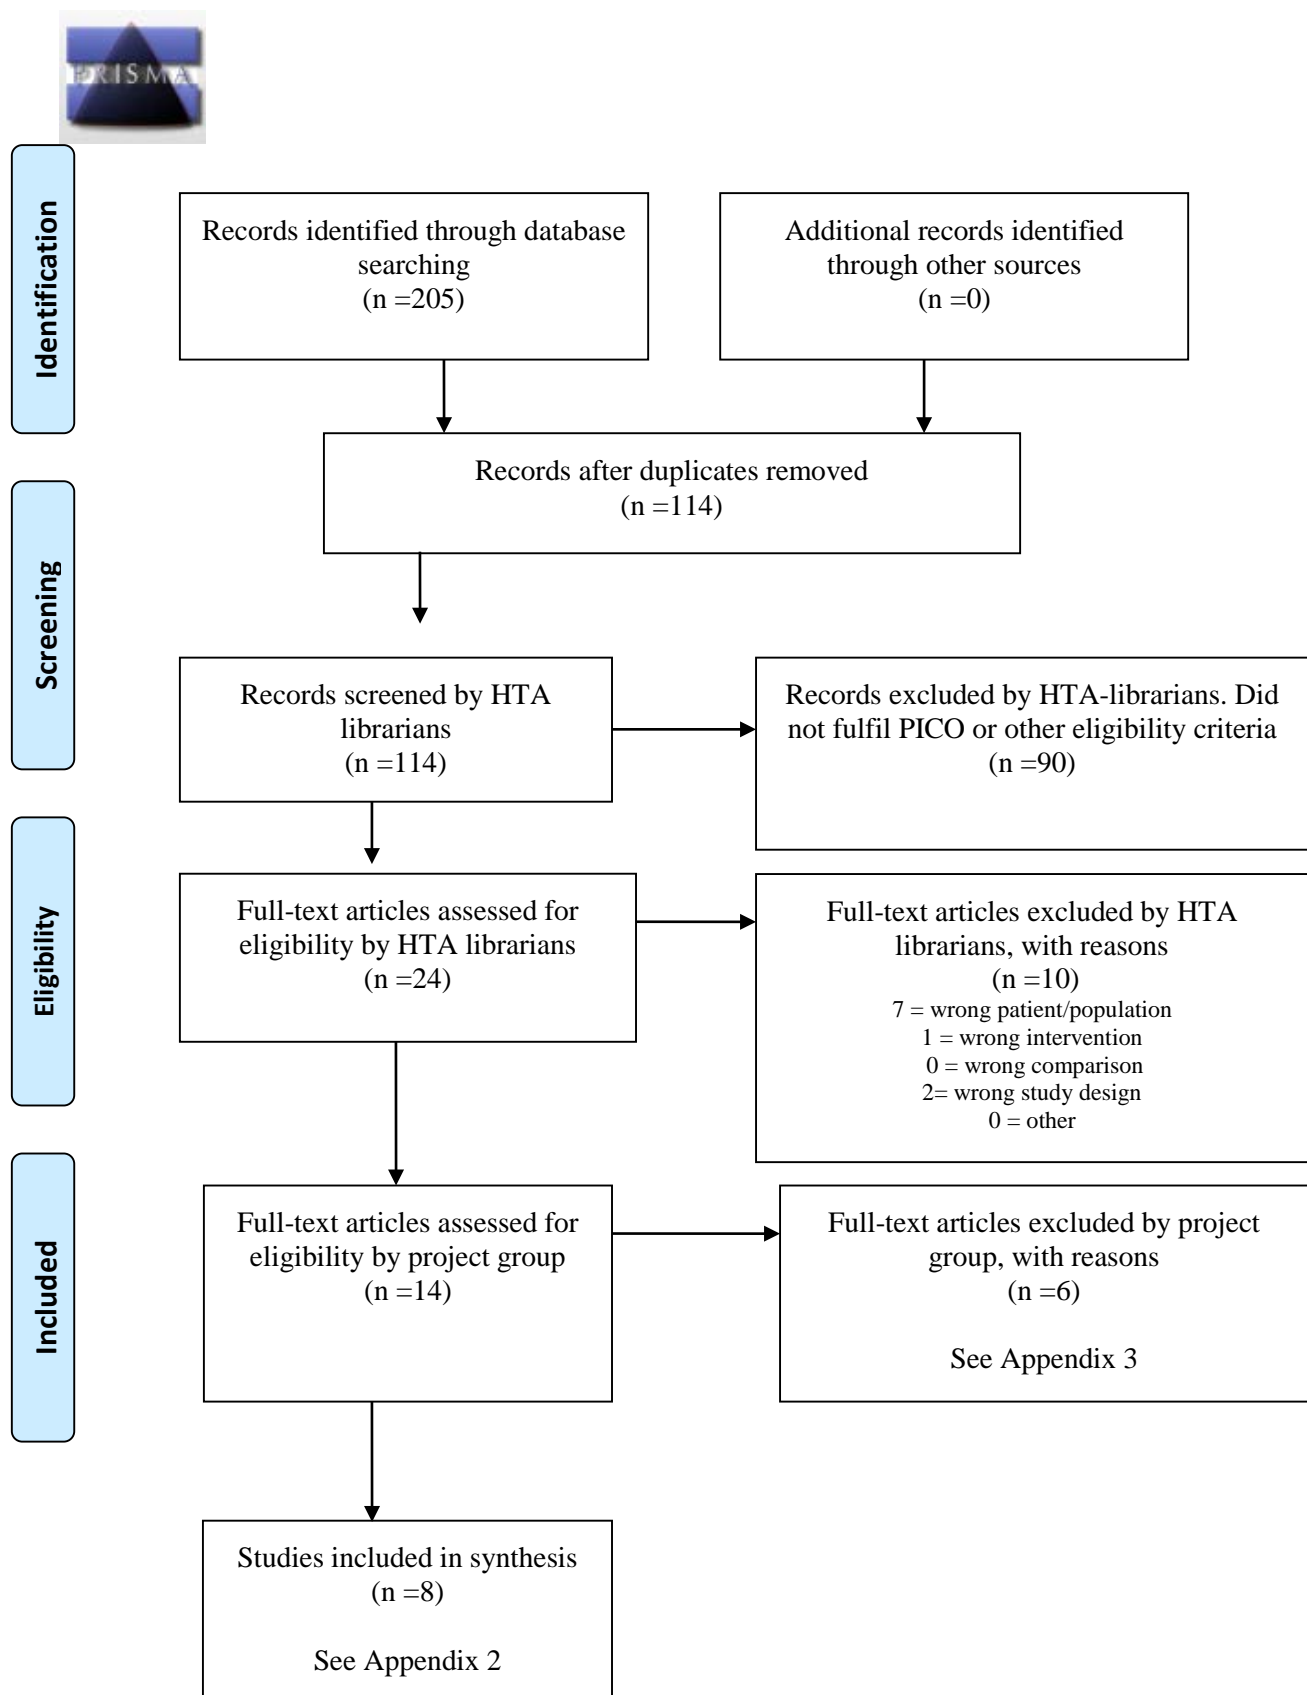 PRISMA
Identification
Records identified through database
searching
(n =205)
Additional records identified
through other sources
(n =0)
Records after duplicates removed
(n =114)
Screening
Records screened by HTA
librarians
(n =114)
Records excluded by HTA-librarians. Did
not fulfil PICO or other eligibility criteria
(n =90)
Eligibility
Full-text articles assessed for
eligibility by HTA librarians
(n =24)
Full-text articles excluded by HTA
librarians, with reasons
(n =10)
7 = wrong patient/population
1 = wrong intervention
0 = wrong comparison
2= wrong study design
0 = other
Included
Full-text articles assessed for
eligibility by project group
(n =14)
Full-text articles excluded by project
group, with reasons
(n =6)
See Appendix 3
Studies included in synthesis
(n =8)
See Appendix 2